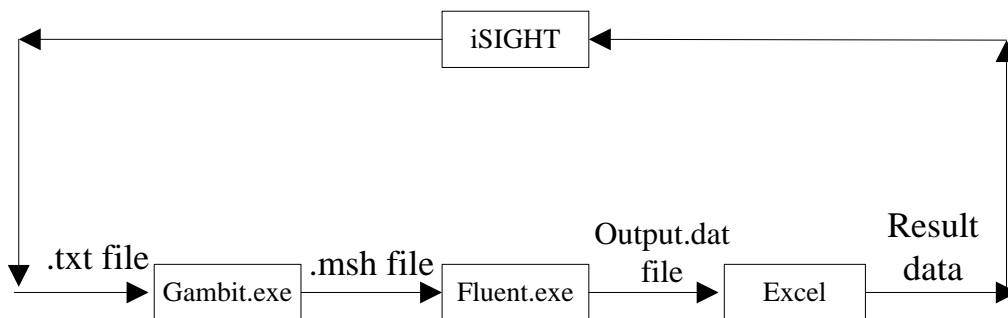 iSIGHT
.txt file
Gambit.exe
.msh file
Fluent.exe
Output.dat
file
Excel
Result
data